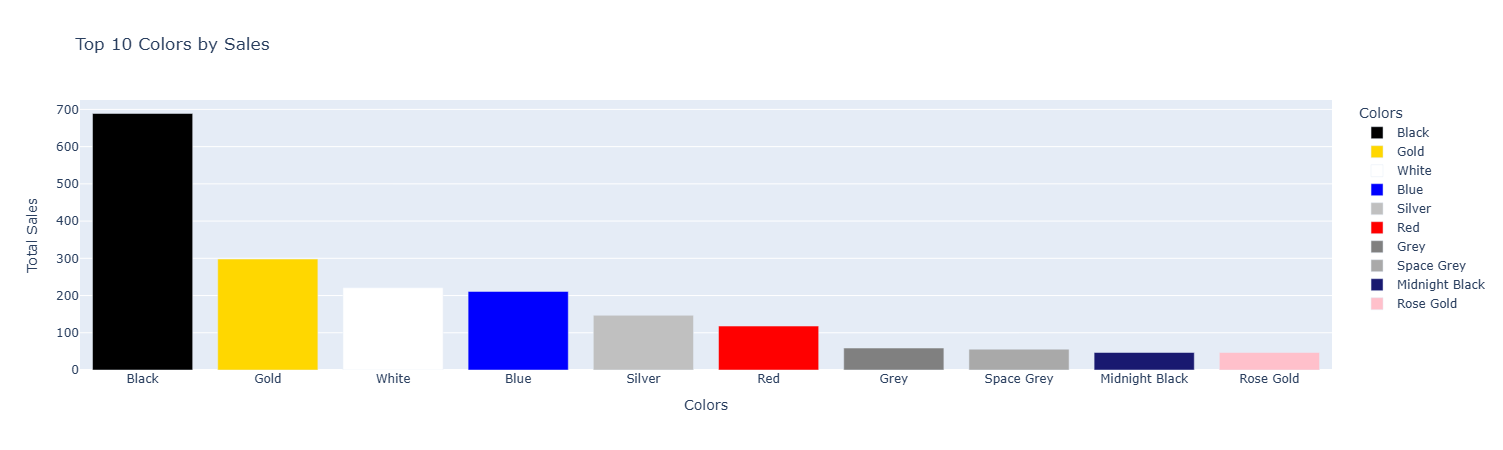 Top 10 Colors by Sales
Total Sales
700
600
500
400
300
200
100
0
Black
Gold
White
Blue
Silver
Red
Grey
Space Grey
Midnight Black
Rose Gold
Colors
Colors
Black
Gold
White
Blue
Silver
Red
Grey
Space Grey
Midnight Black
Rose Gold